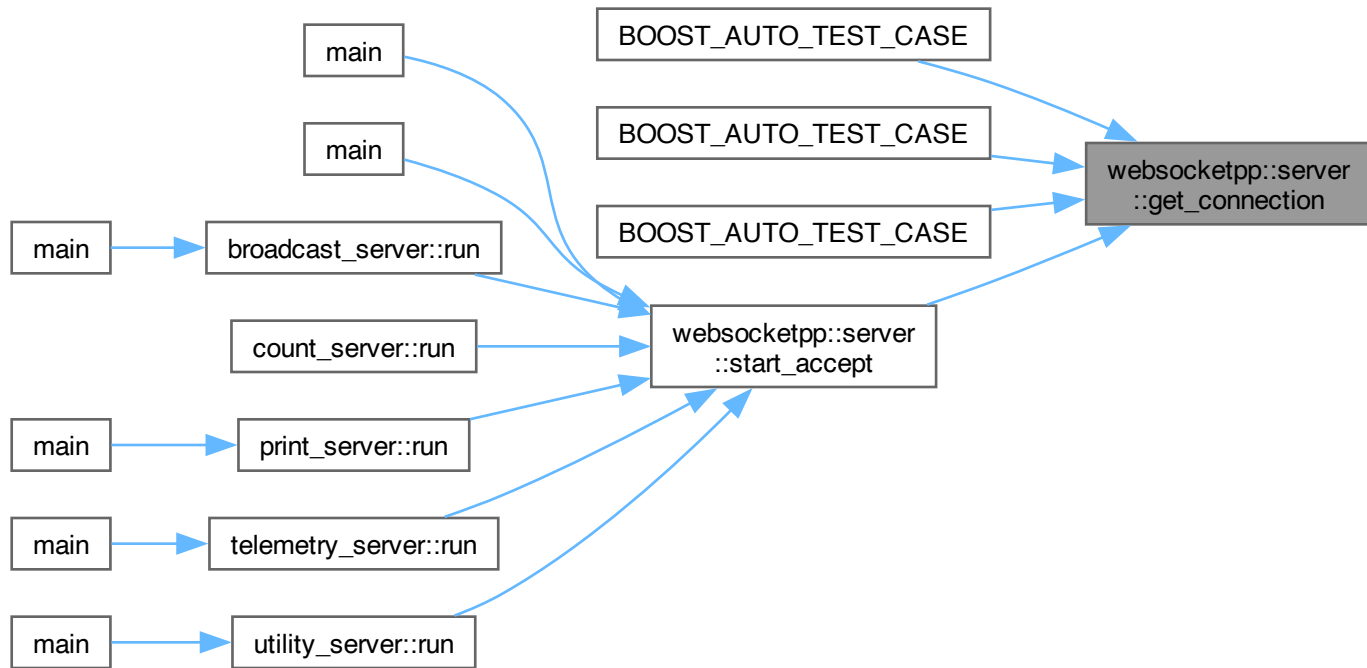 BOOST_AUTO_TEST_CASE
main
BOOST_AUTO_TEST_CASE
main
websocketpp::server
::get_connection
BOOST_AUTO_TEST_CASE
main
broadcast_server::run
websocketpp::server
::start_accept
count_server::run
main
print_server::run
main
telemetry_server::run
main
utility_server::run